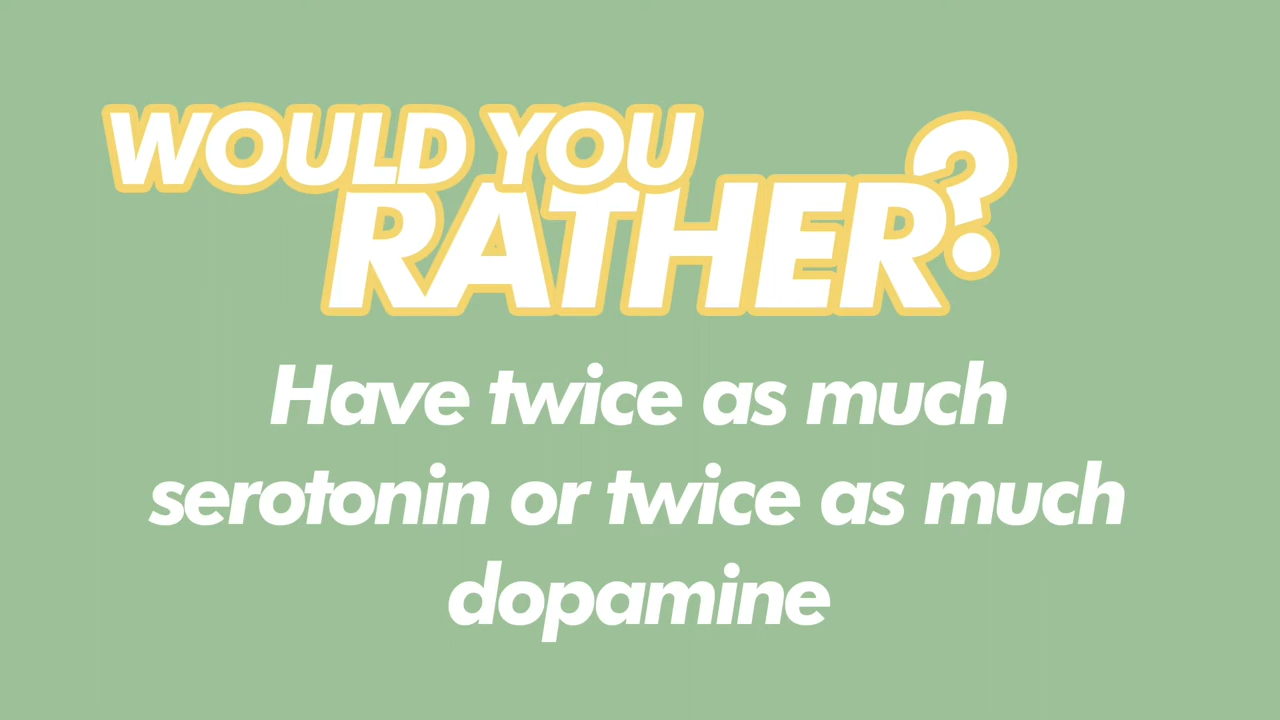 WOULD YOU
RATHER?
Have twice as much
serotonin or twice as much
dopamine